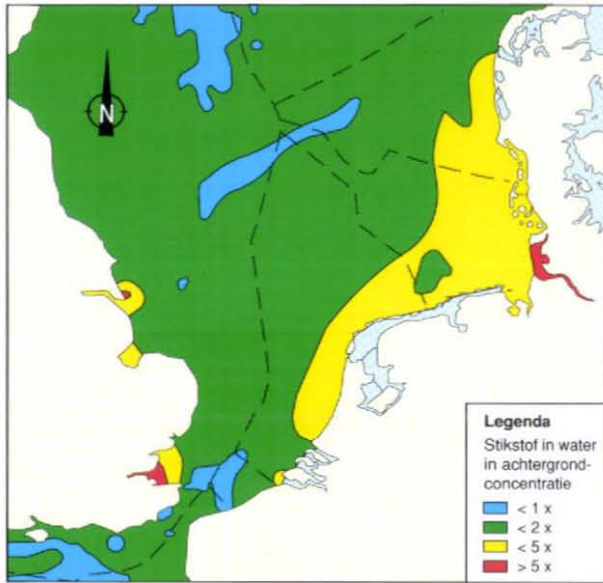 N
Legenda
Stikstof in water
in achtergrond-
concentratie
< 1 x
< 2 x
< 5 x
> 5 x